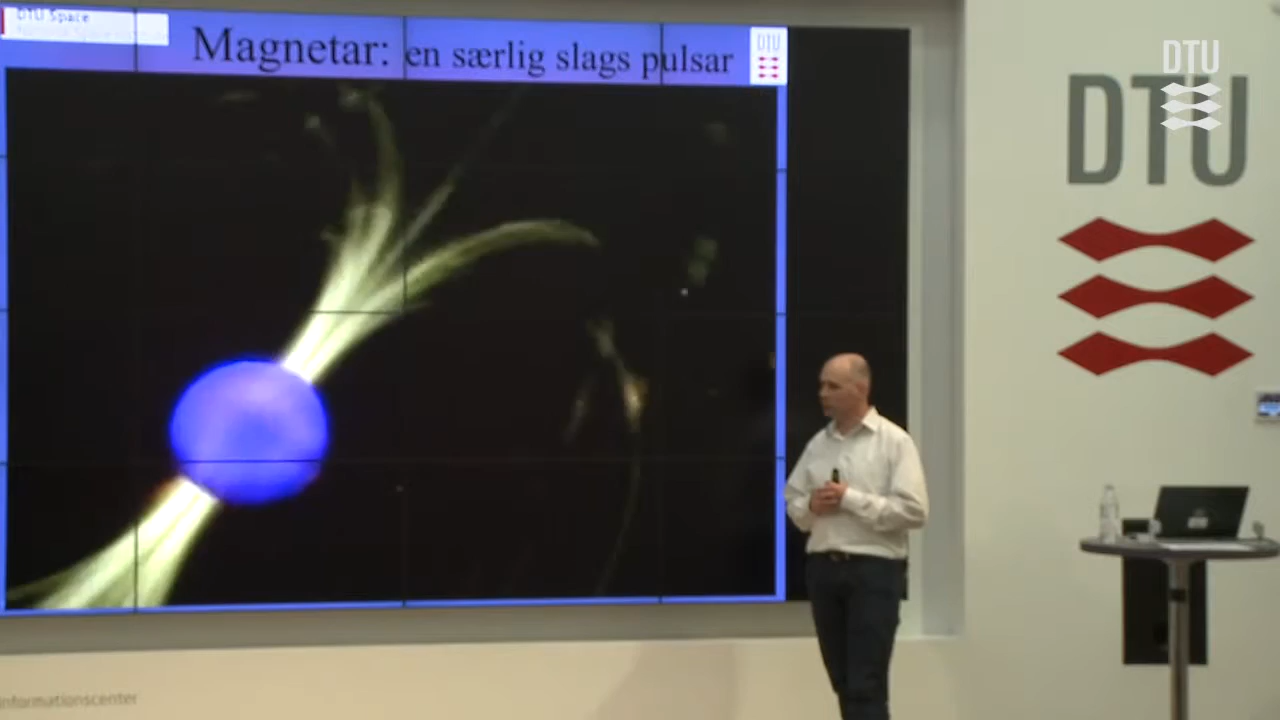 DTU Space
Magnetar: en særlig slags pulsar
DTU
DTU
DTU
informationscenter